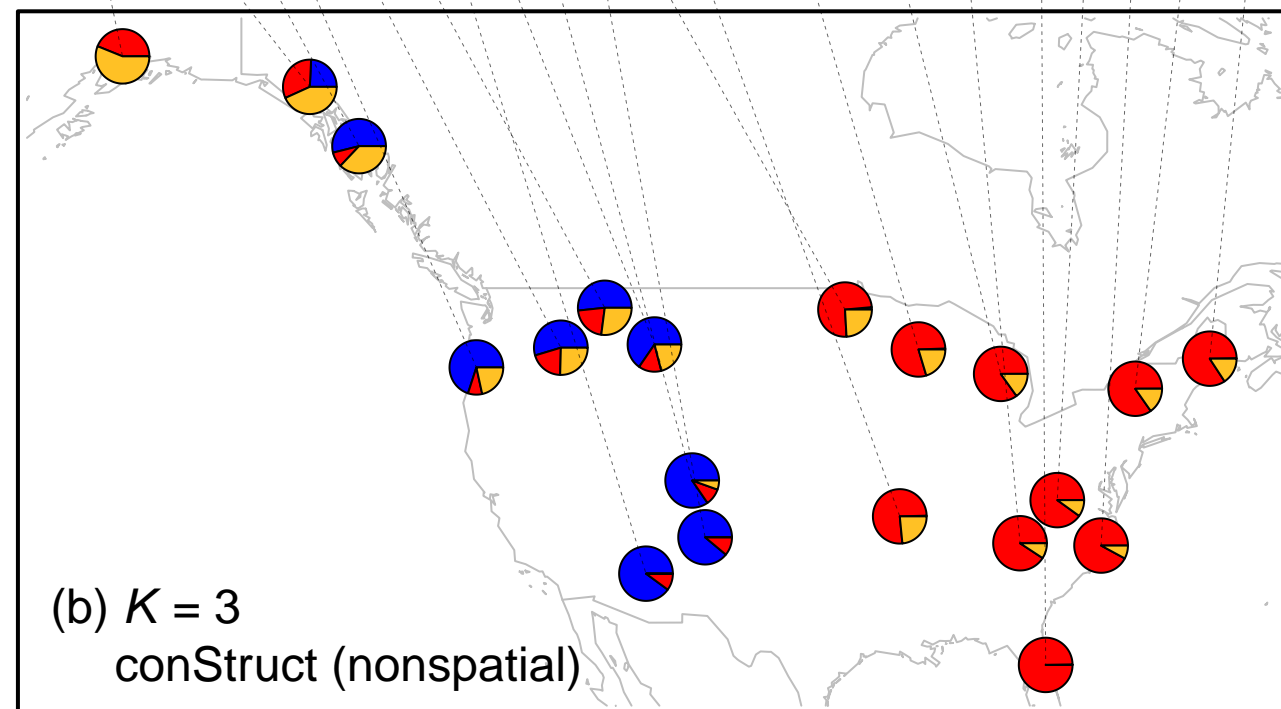 (b) K = 3
conStruct (nonspatial)